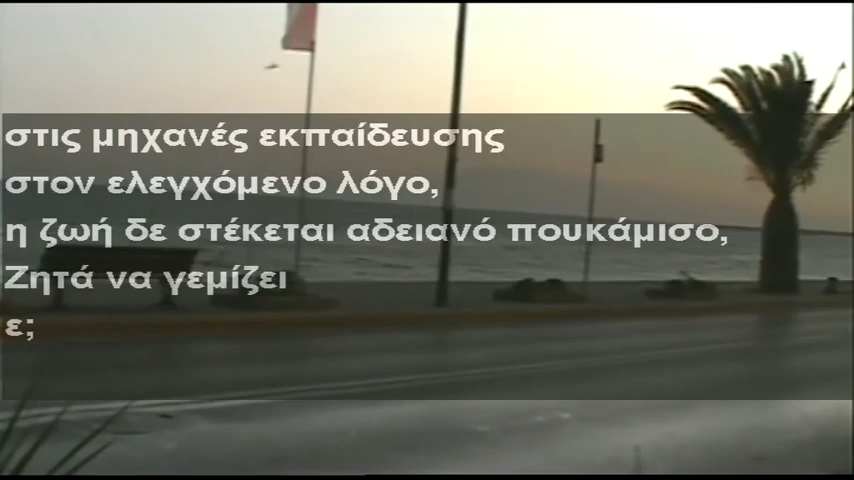 στις μηχανές εκπαίδευσης
στον ελεγχόμενο λόγο,
η ζωή δε στέκεται αδειανό πουκάμισο,
Ζητά να γεμίζει
ε;